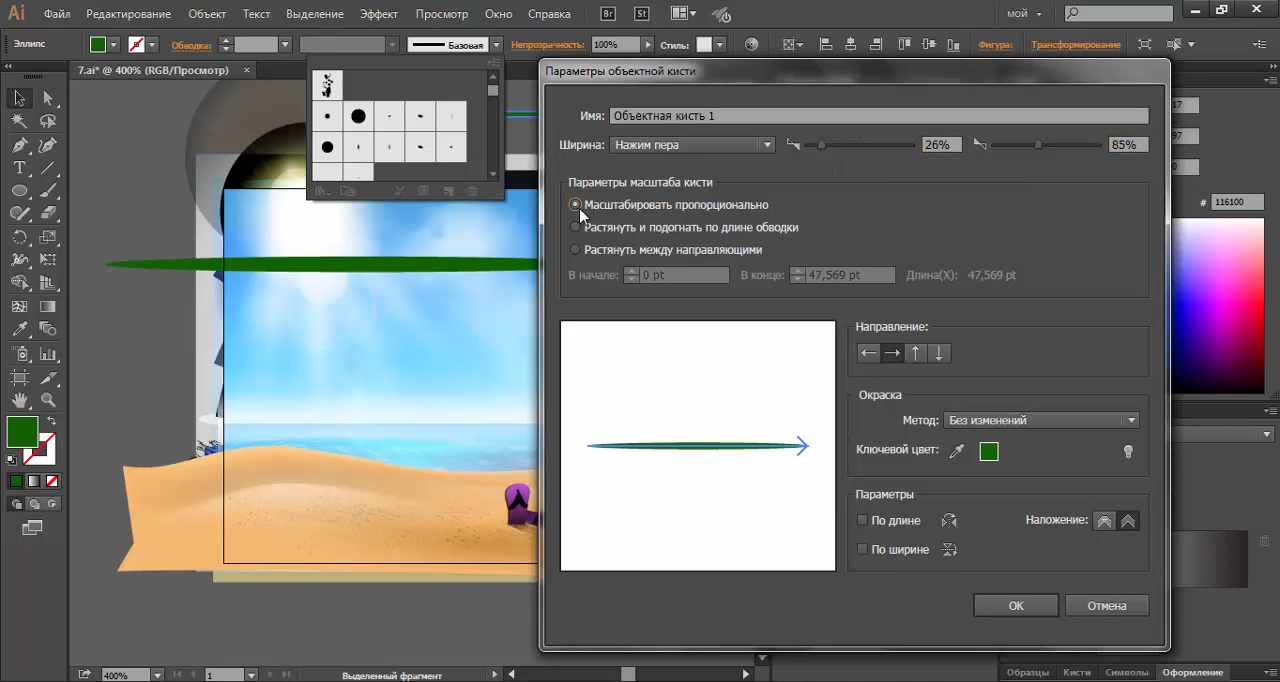 Ai Файл Редактирование Объект Текст Выделение Эффект Просмотр Окно Справка Br St мой
Эллипс Обводка: Базовая Непрозрачность: 100% Стиль: Фигура: Трансформирование
7.ai* @ 400% (RGB/Просмотр) ×
Параметры объектной кисти
Имя: Объектная кисть 1
Ширина: Нажим пера 26% 85%
Параметры масштаба кисти
Масштабировать пропорционально
Растянуть и подогнать по длине обводки
Растянуть между направляющими
В начале: 0 pt В конце: 47,569 pt Длина(X): 47,569 pt
Направление:
Окраска
Метод: Без изменений
Ключевой цвет:
Параметры
По длине Наложение:
По ширине
OK Отмена
17
97
# 116100
400% 1 Выделенный фрагмент
Образцы Кисти Символы Оформление